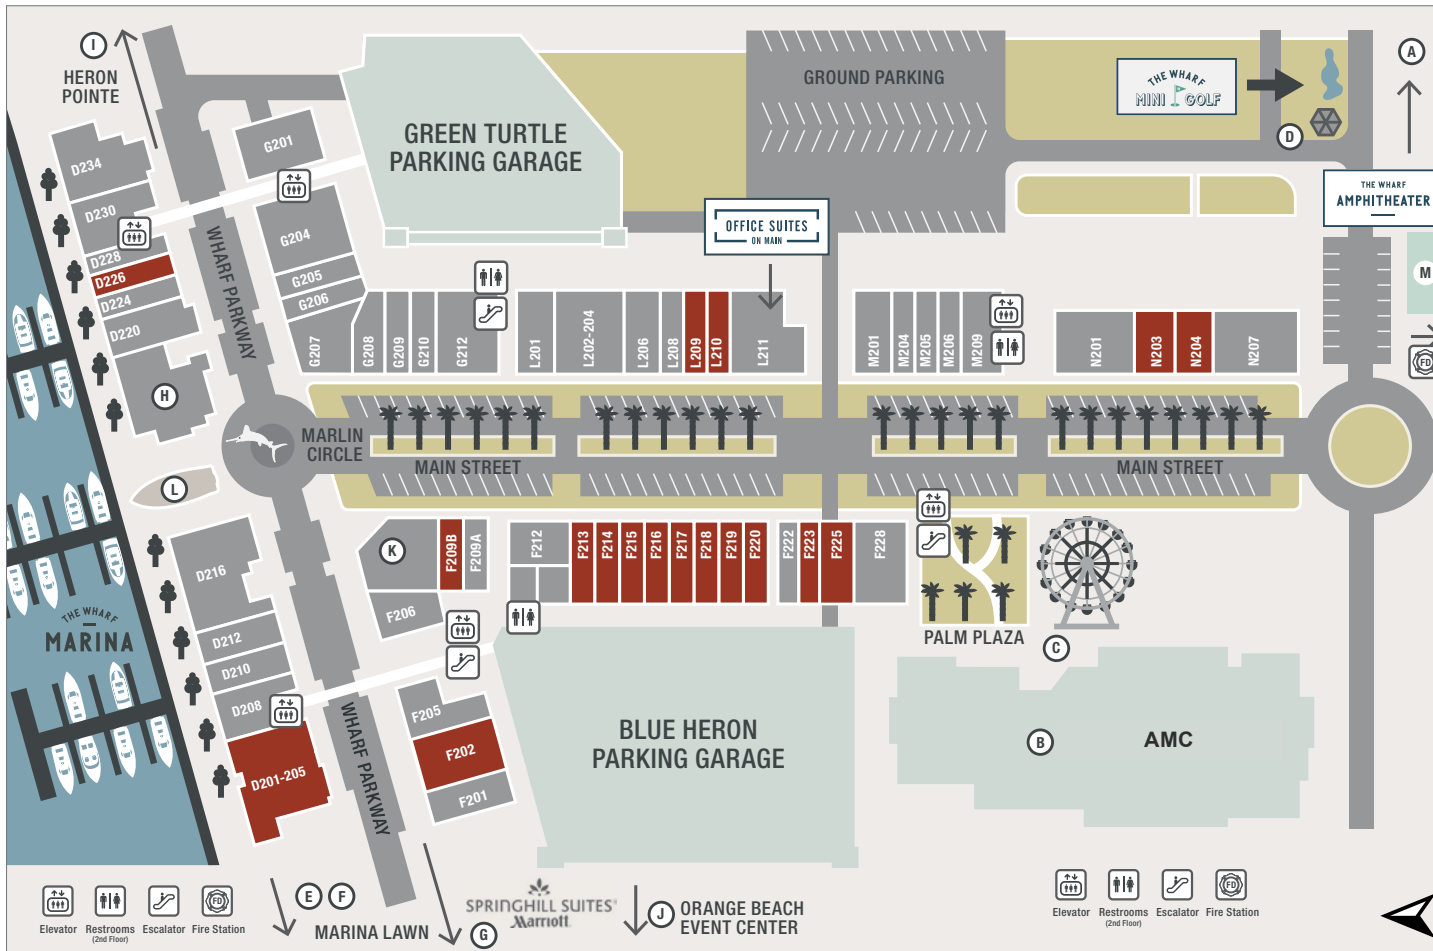 I
HERON
POINTE
GREEN TURTLE
PARKING GARAGE
GROUND PARKING
THE WHARF
MINI GOLF
D
A
THE WHARF
AMPHITHEATER
M
FD
OFFICE SUITES
ON MAIN
D234
D230
D228
D226
D224
D220
H
G201
G204
G205
G206
G207
G208
G209
G210
G212
L201
L202-204
L206
L208
L209
L210
L211
M201
M204
M205
M206
M209
N201
N203
N204
N207
WHARF PARKWAY
MARLIN
CIRCLE
MAIN STREET
MAIN STREET
L
K
F209B
F209A
F206
F212
F213
F214
F215
F216
F217
F218
F219
F220
F222
F223
F225
F228
PALM PLAZA
C
D216
D212
D210
D208
D201-205
THE WHARF
MARINA
F205
F202
F201
WHARF PARKWAY
BLUE HERON
PARKING GARAGE
B
AMC
FD
Elevator
Restrooms
(2nd Floor)
Escalator
Fire Station
E
F
MARINA LAWN
G
SPRINGHILL SUITES
Marriott
J
ORANGE BEACH
EVENT CENTER
FD
Elevator
Restrooms
(2nd Floor)
Escalator
Fire Station